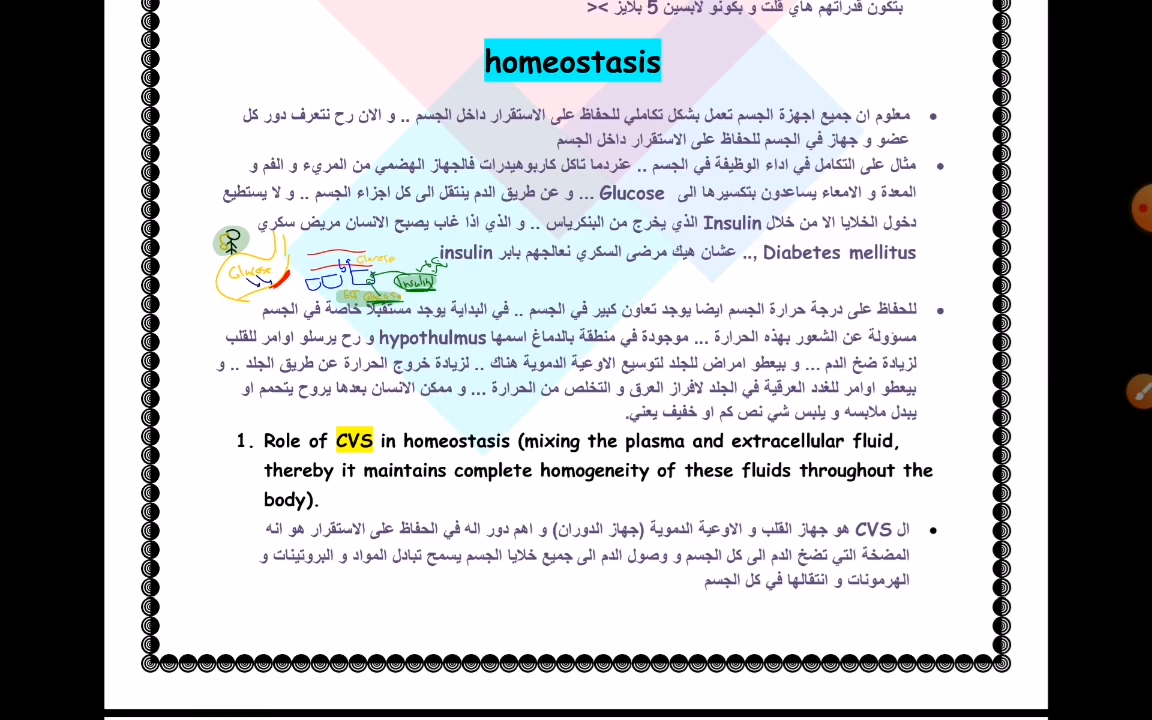 بتكون قدراتهم هاي قلت و بكونو لابسين 5 بلايز ><
homeostasis
معلوم ان جميع اجهزة الجسم تعمل بشكل تكاملي للحفاظ على الاستقرار داخل الجسم .. و الان رح نتعرف دور كل
عضو و جهاز في الجسم للحفاظ على الاستقرار داخل الجسم
مثال على التكامل في اداء الوظيفة في الجسم .. عنردما تاكل كاربوهيدرات فالجهاز الهضمي من المريء و الفم و
المعدة و الامعاء يساعدون بتكسيرها الى Glucose ... و عن طريق الدم ينتقل الى كل اجزاء الجسم .. و لا يستطيع
دخول الخلايا الا من خلال Insulin الذي يخرج من البنكرياس .. و الذي اذا غاب يصبح الانسان مريض سكري
Diabetes mellitus ,.. عشان هيك مرضى السكري نعالجهم بابر insulin
Glucose
Glucose
Insulin
Glucose
للحفاظ على درجة حرارة الجسم ايضا يوجد تعاون كبير في الجسم .. في البداية يوجد مستقبلا خاصة في الجسم
مسؤولة عن الشعور بهذه الحرارة ... موجودة في منطقة بالدماغ اسمها hypothulmus و رح يرسلو اوامر للقلب
لزيادة ضخ الدم ... و بيعطو امراض للجلد لتوسيع الاوعية الدموية هناك .. لزيادة خروج الحرارة عن طريق الجلد .. و
بيعطو اوامر للغدد العرقية في الجلد لافراز العرق و التخلص من الحرارة ... و ممكن الانسان بعدها يروح يتحمم او
يبدل ملابسه و يلبس شي نص كم او خفيف يعني.
1. Role of CVS in homeostasis (mixing the plasma and extracellular fluid,
thereby it maintains complete homogeneity of these fluids throughout the
body).
ال CVS هو جهاز القلب و الاوعية الدموية (جهاز الدوران) و اهم دور اله في الحفاظ على الاستقرار هو انه
المضخة التي تضخ الدم الى كل الجسم و وصول الدم الى جميع خلايا الجسم يسمح تبادل المواد و البروتينات و
الهرمونات و انتقالها في كل الجسم